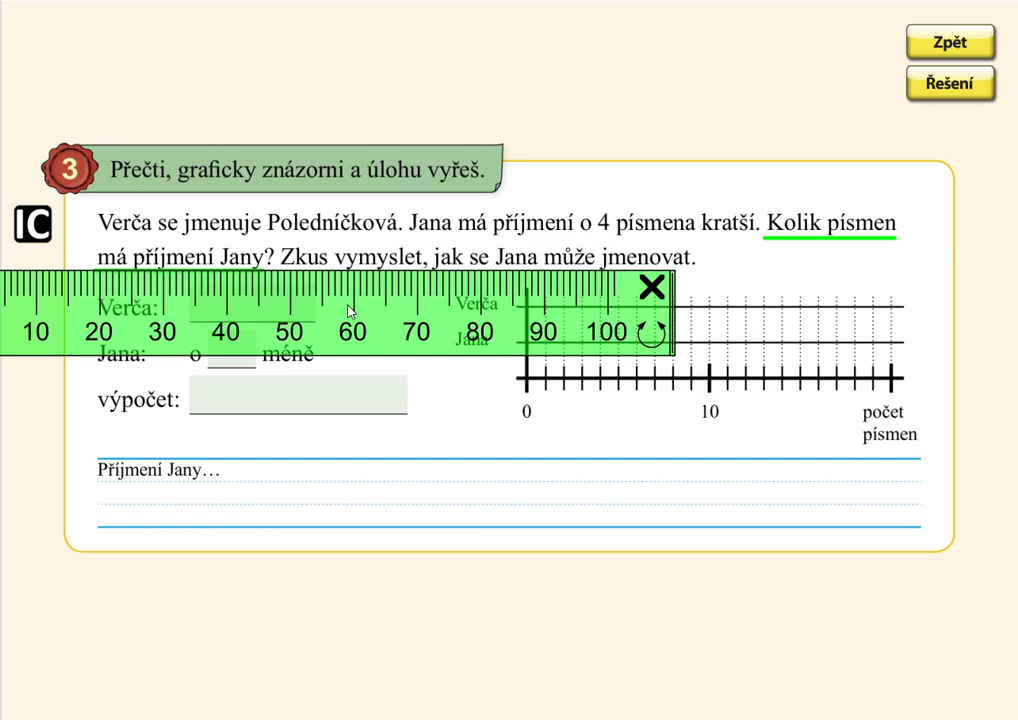 Zpět
Řešení
3 Přečti, graficky znázorni a úlohu vyřeš.
IC
Verča se jmenuje Poledníčková. Jana má příjmení o 4 písmena kratší. Kolik písmen
má příjmení Jany? Zkus vymyslet, jak se Jana může jmenovat.
Verča:
Verča
10 20 30 40 50 60 70 80 90 100
Jana
Jana: o méně
výpočet:
0 10 počet
písmen
Příjmení Jany…